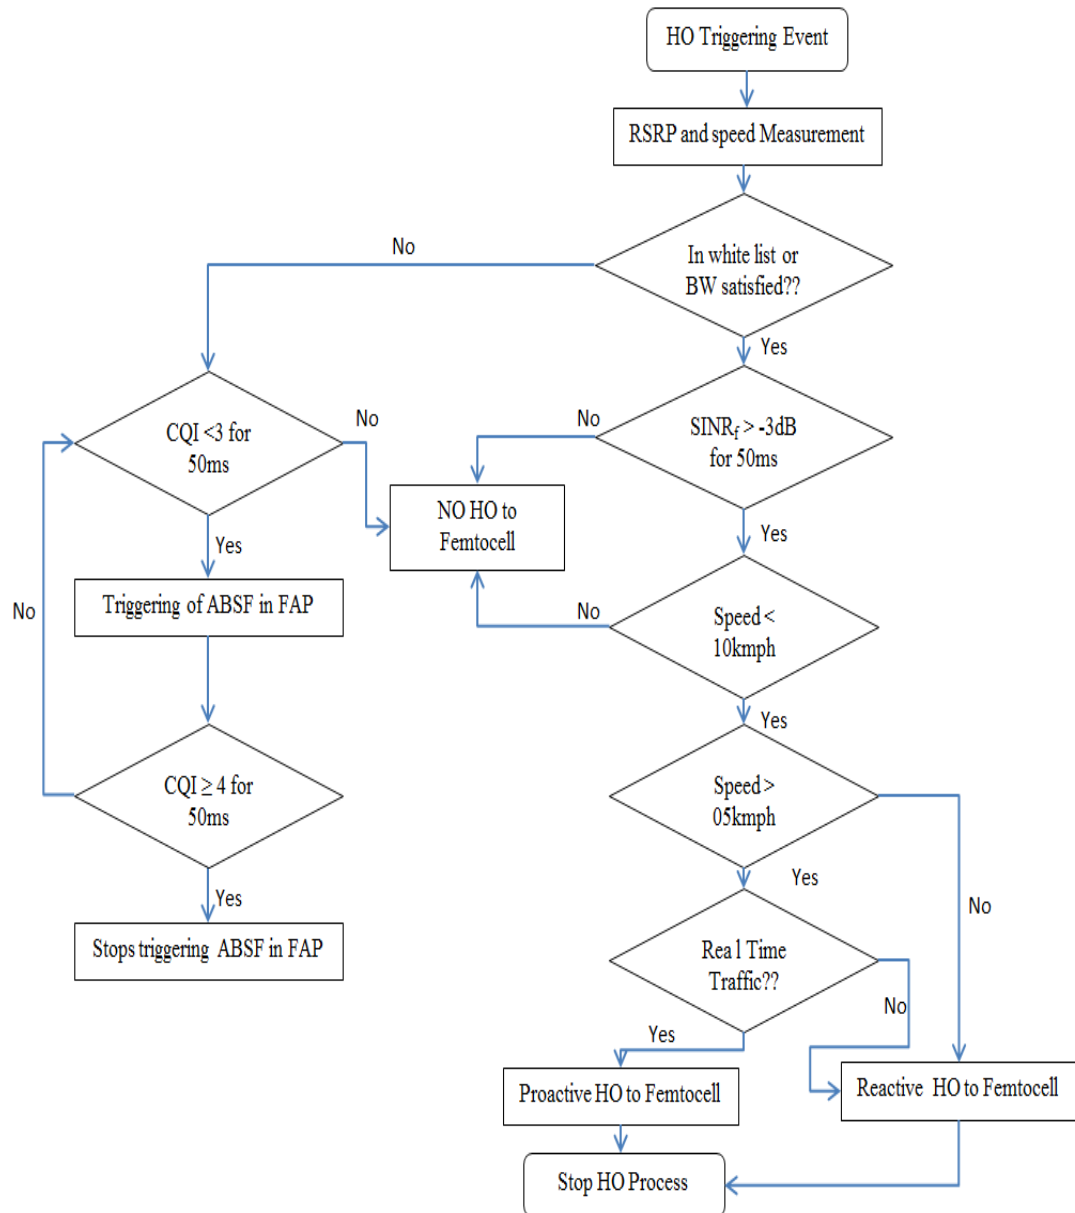 HO Triggering Event
RSRP and speed Measurement
No
In white list or
BW satisfied??
Yes
CQI <3 for
50ms
No
No
SINRf > -3dB
for 50ms
NO HO to
Femtocell
Yes
Yes
Triggering of ABSF in FAP
No
No
Speed <
10kmph
Yes
CQI ≥ 4 for
50ms
Speed >
05kmph
Yes
Yes
No
Stops triggering ABSF in FAP
Rea l Time
Traffic??
No
Yes
Proactive HO to Femtocell
Reactive HO to Femtocell
Stop HO Process